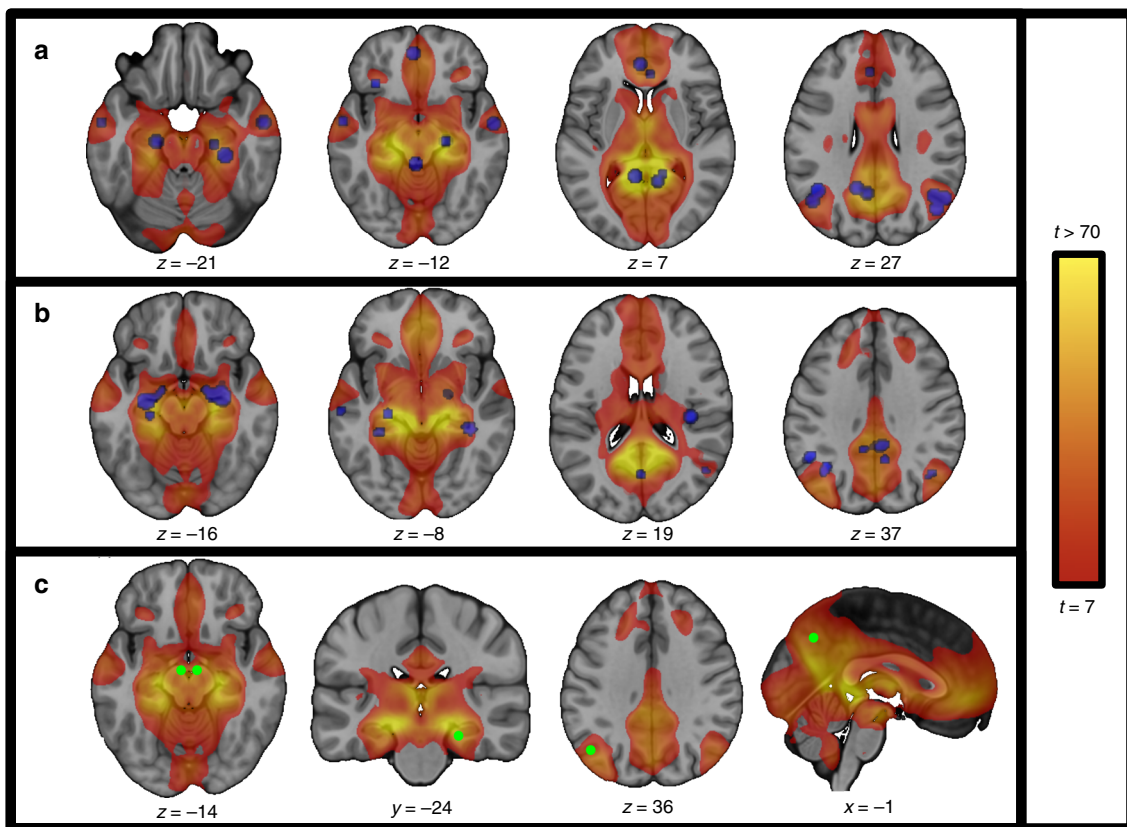 a
z = –21
z = –12
z = 7
z = 27
b
z = –16
z = –8
z = 19
z = 37
c
z = –14
y = –24
z = 36
x = –1
t > 70
t = 7